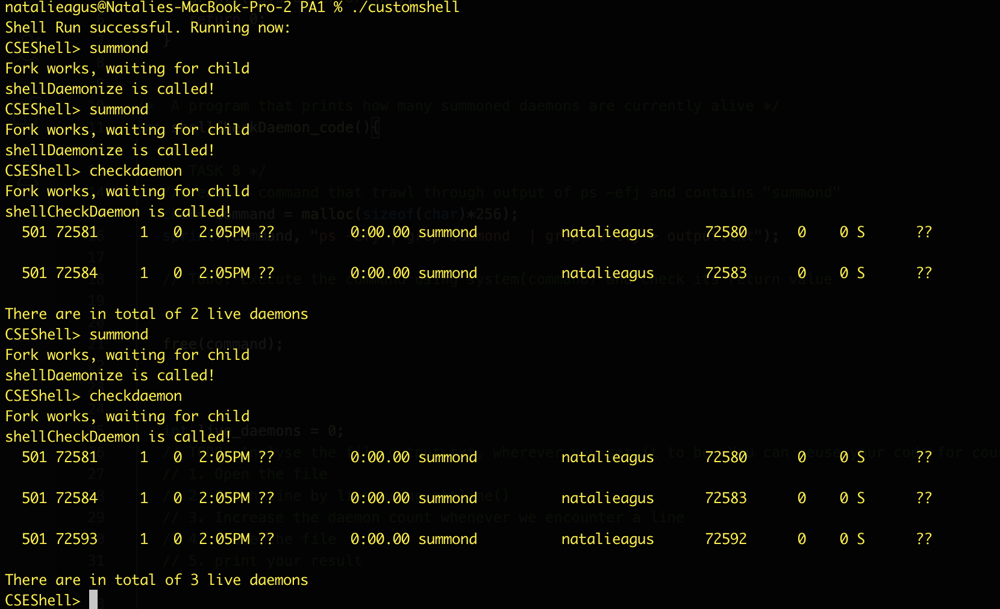 natalieagus@Natalies-MacBook-Pro-2 PA1 % ./customshell
Shell Run successful. Running now:
CSEShell> summond
Fork works, waiting for child
shellDaemonize is called!
CSEShell> summond
Fork works, waiting for child
shellDaemonize is called!
CSEShell> checkdaemon
Fork works, waiting for child
shellCheckDaemon is called!
501 72581 1 0 2:05PM ?? 0:00.00 summond natalieagus 72580 0 0 S ??
501 72584 1 0 2:05PM ?? 0:00.00 summond natalieagus 72583 0 0 S ??
There are in total of 2 live daemons
CSEShell> summond
Fork works, waiting for child
shellDaemonize is called!
CSEShell> checkdaemon
Fork works, waiting for child
shellCheckDaemon is called!
501 72581 1 0 2:05PM ?? 0:00.00 summond natalieagus 72580 0 0 S ??
501 72584 1 0 2:05PM ?? 0:00.00 summond natalieagus 72583 0 0 S ??
501 72593 1 0 2:05PM ?? 0:00.00 summond natalieagus 72592 0 0 S ??
There are in total of 3 live daemons
CSEShell>